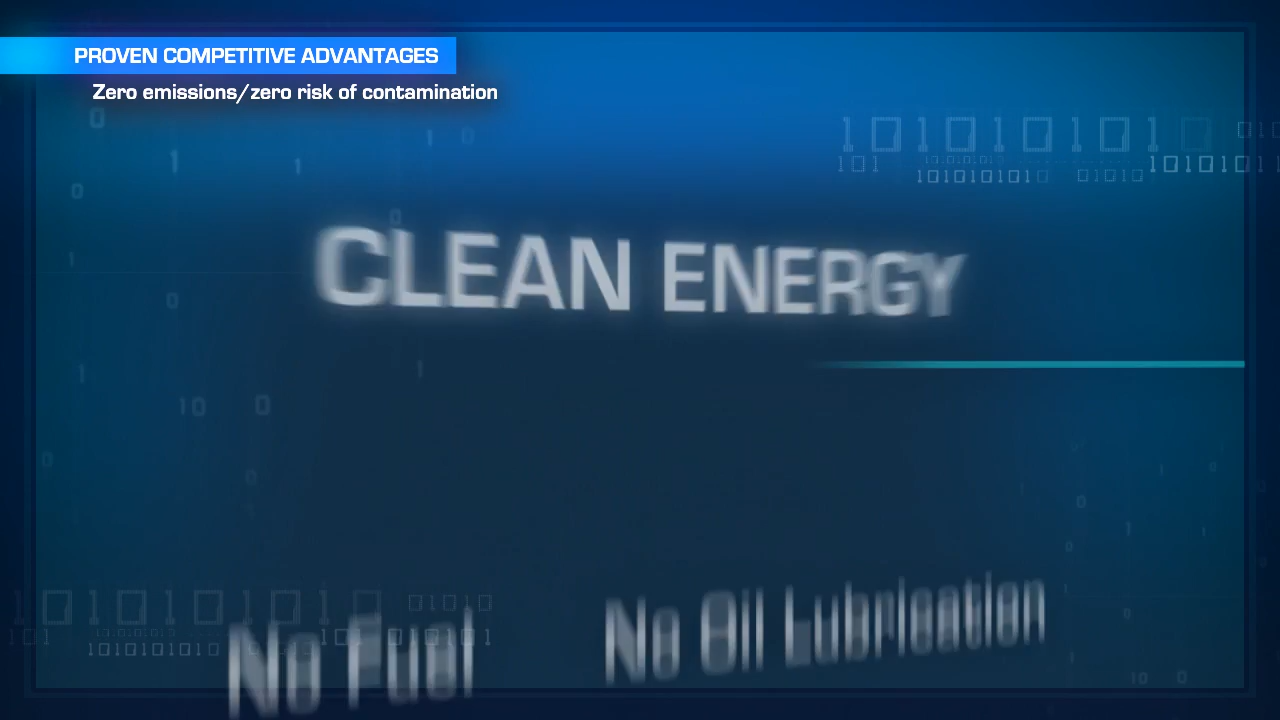 PROVEN COMPETITIVE ADVANTAGES
Zero emissions/zero risk of contamination
CLEAN ENERGY
No Fuel
No Oil Lubrication